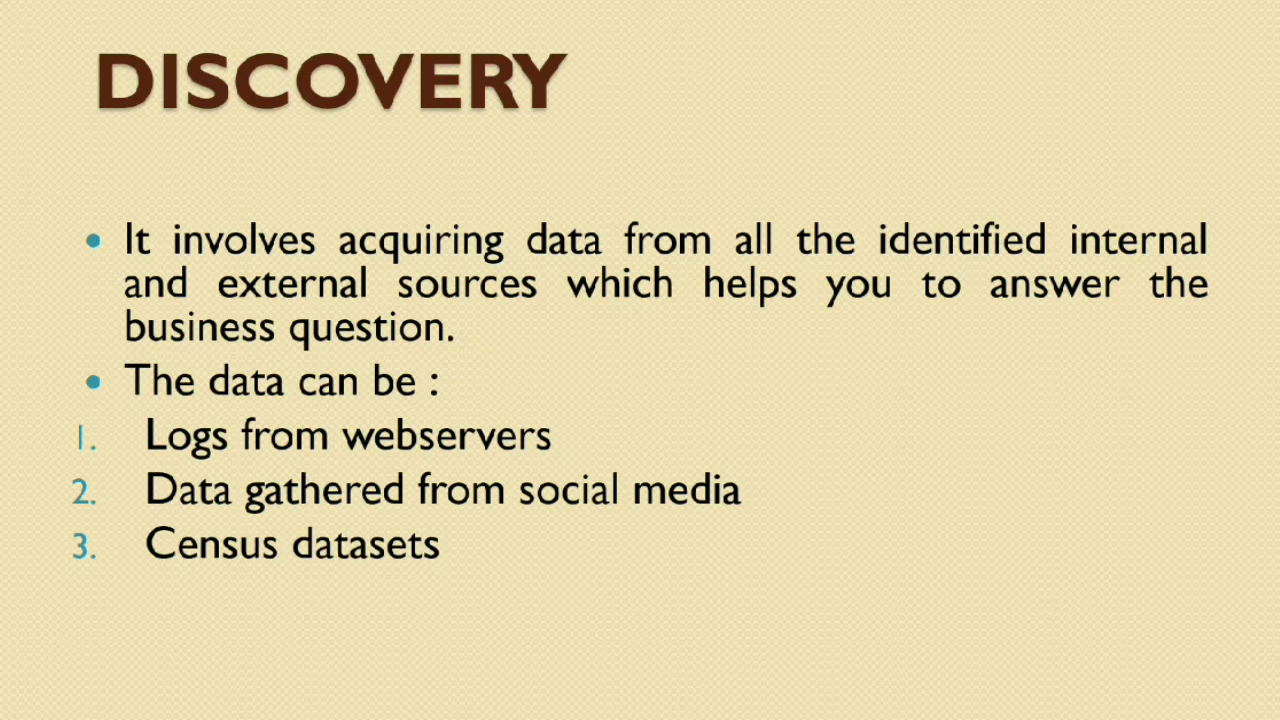 DISCOVERY
• It involves acquiring data from all the identified internal
and external sources which helps you to answer the
business question.
• The data can be :
1. Logs from webservers
2. Data gathered from social media
3. Census datasets